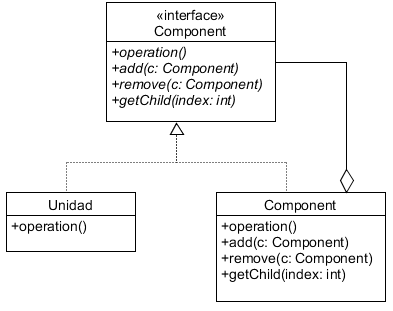 «interface»
Component
+operation()
+add(c: Component)
+remove(c: Component)
+getChild(index: int)
Unidad
+operation()
Component
+operation()
+add(c: Component)
+remove(c: Component)
+getChild(index: int)